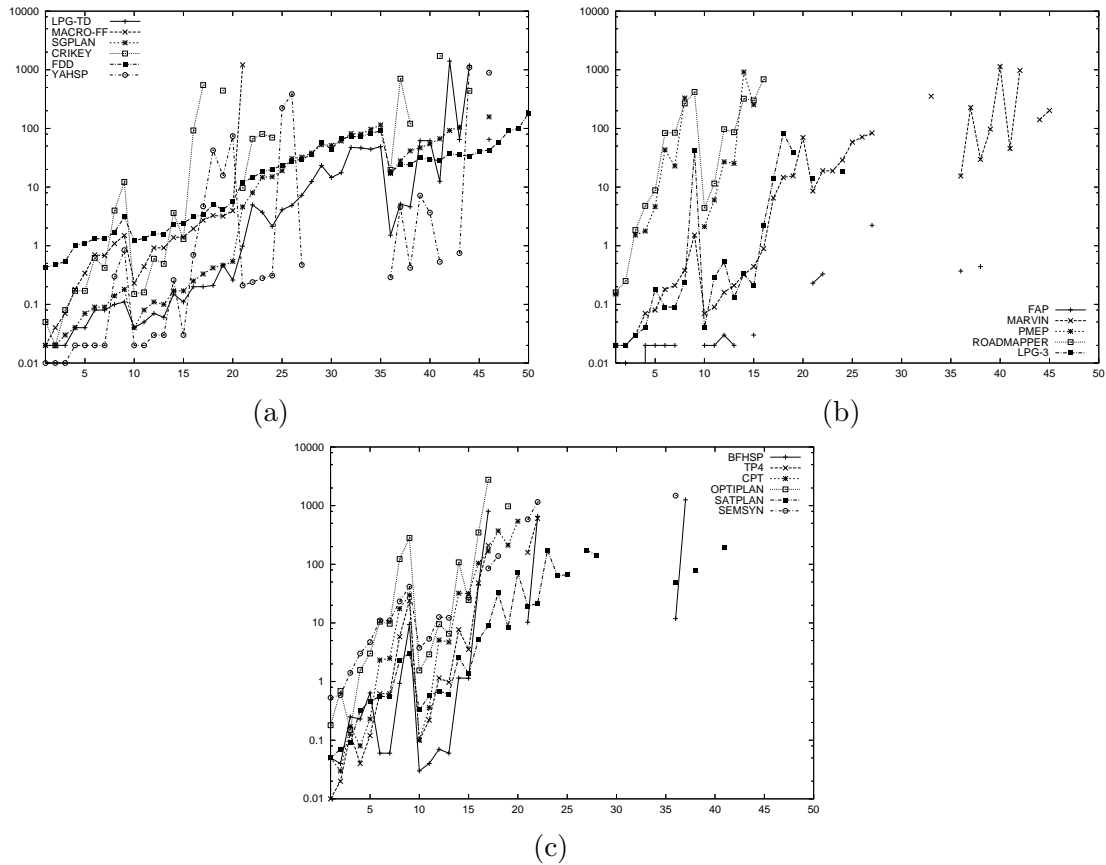 10000
1000
100
10
1
0.1
0.01
LPG-TD
MACRO-FF
SGPLAN
CRIKEY
FDD
YAHSP
5 10 15 20 25 30 35 40 45 50
(a)
10000
1000
100
10
1
0.1
0.01
FAP
MARVIN
PMEP
ROADMAPPER
LPG-3
5 10 15 20 25 30 35 40 45 50
(b)
10000
1000
100
10
1
0.1
0.01
BFHSP
TP4
CPT
OPTIPLAN
SATPLAN
SEMSYN
5 10 15 20 25 30 35 40 45 50
(c)